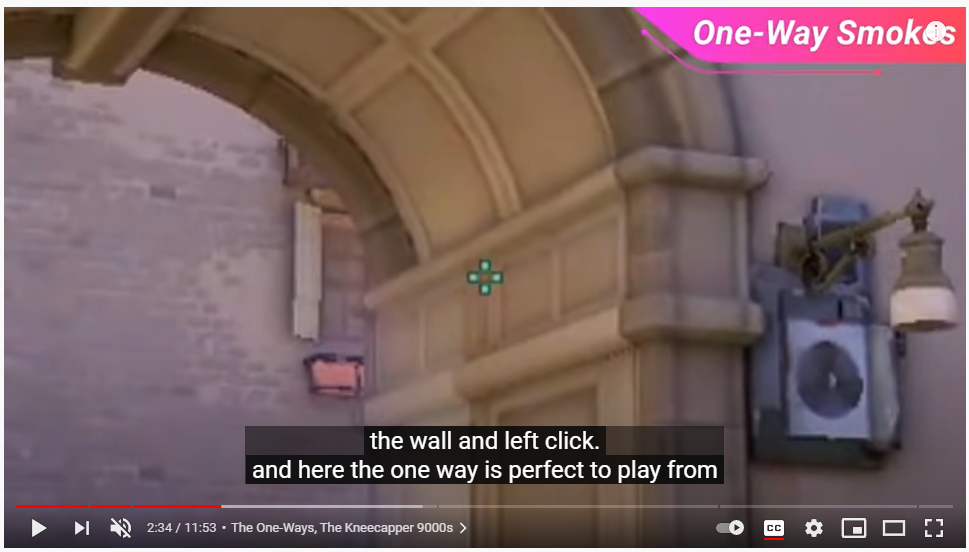 One-Way Smokes
the wall and left click.
and here the one way is perfect to play from
2:34 / 11:53 • The One-Ways, The Kneecapper 9000s
CC